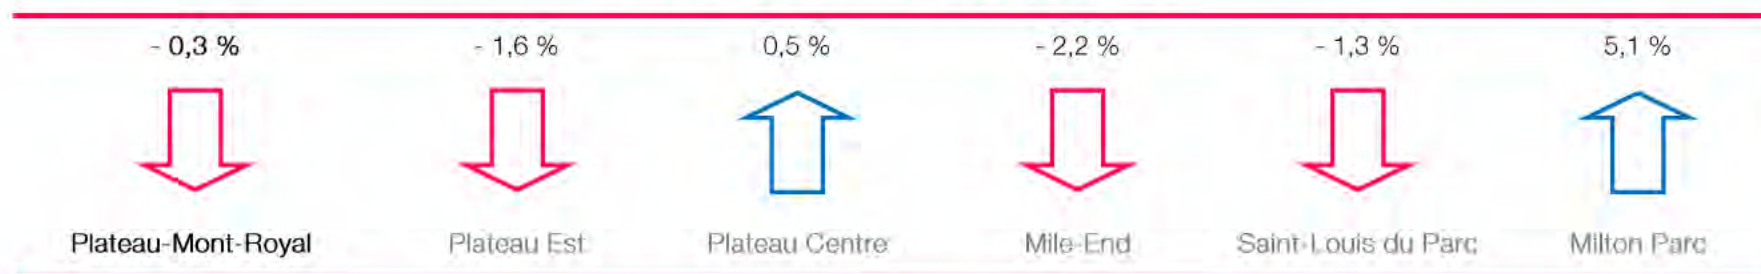 - 0,3 % - 1,6 % 0,5 % - 2,2 % - 1,3 % 5,1 %
Plateau-Mont-Royal Plateau Est Plateau Centre Mile-End Saint-Louis du Parc Milton Parc